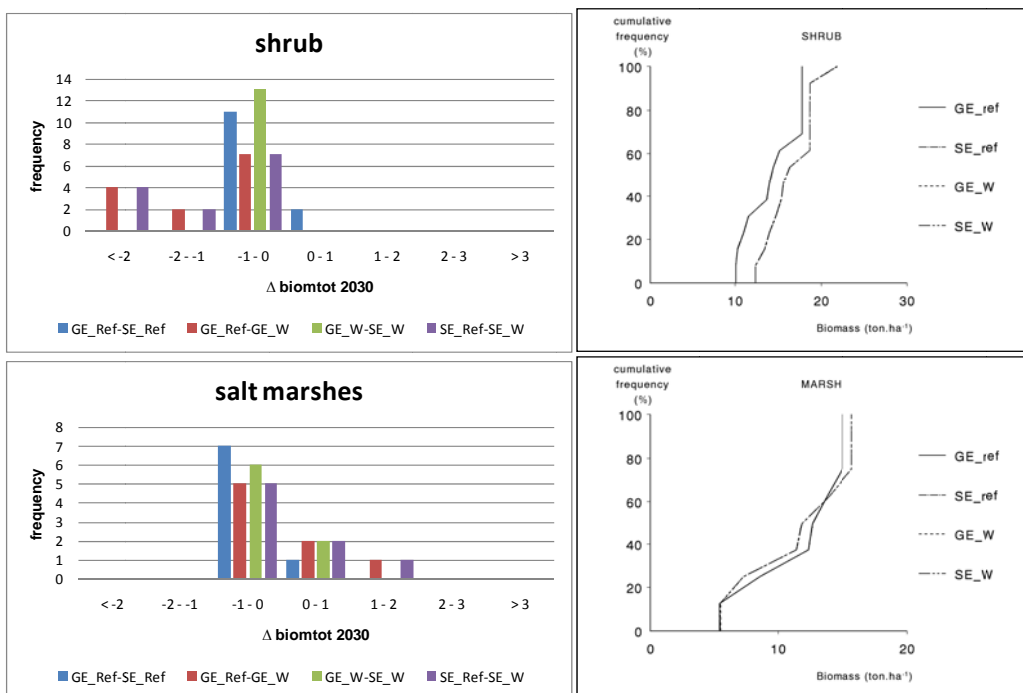 shrub
frequency
14
12
10
8
6
4
2
0
< -2
-2 - -1
-1 - 0
0 - 1
1 - 2
2 - 3
> 3
Δ biomtot 2030
GE_Ref-SE_Ref
GE_Ref-GE_W
GE_W-SE_W
SE_Ref-SE_W
cumulative
frequency
(%)
SHRUB
100
80
60
40
20
0
0
10
20
30
Biomass (ton.ha⁻¹)
GE_ref
SE_ref
GE_W
SE_W
salt marshes
frequency
8
7
6
5
4
3
2
1
0
< -2
-2 - -1
-1 - 0
0 - 1
1 - 2
2 - 3
> 3
Δ biomtot 2030
GE_Ref-SE_Ref
GE_Ref-GE_W
GE_W-SE_W
SE_Ref-SE_W
cumulative
frequency
(%)
MARSH
100
80
60
40
20
0
0
10
20
Biomass (ton.ha⁻¹)
GE_ref
SE_ref
GE_W
SE_W